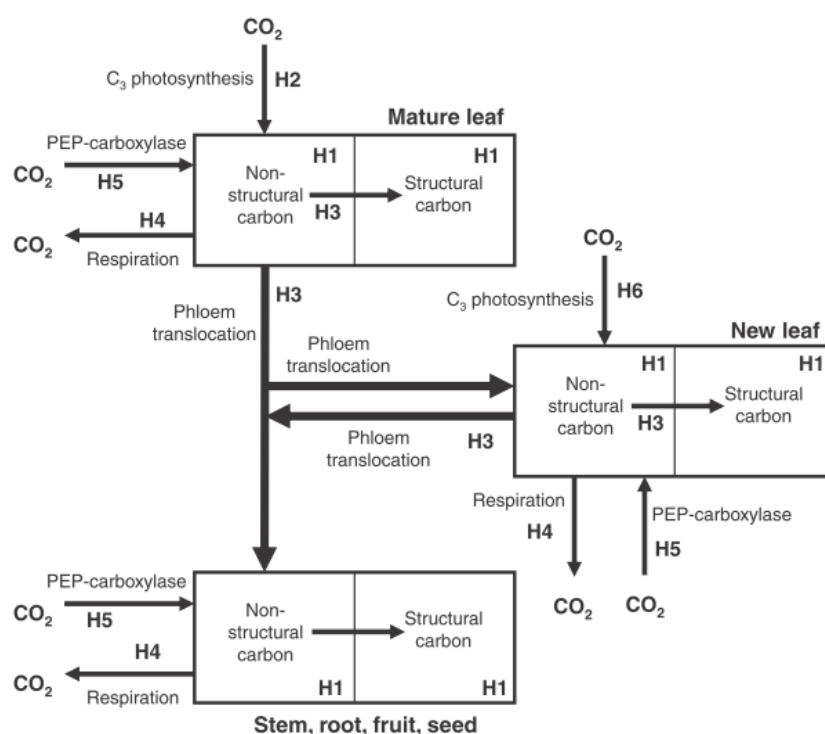 CO2
C3 photosynthesis H2
Mature leaf
PEP-carboxylase
CO2
H5
H1
H1
Non-
structural
carbon
H3
Structural
carbon
H4
CO2
Respiration
H3
Phloem
translocation
CO2
C3 photosynthesis
H6
New leaf
Phloem
translocation
H1
H1
Non-
structural
carbon
H3
Structural
carbon
Phloem
translocation
H3
Respiration
H4
PEP-carboxylase
H5
CO2
CO2
PEP-carboxylase
CO2
H5
Non-
structural
carbon
Structural
carbon
H4
CO2
Respiration
H1
H1
Stem, root, fruit, seed